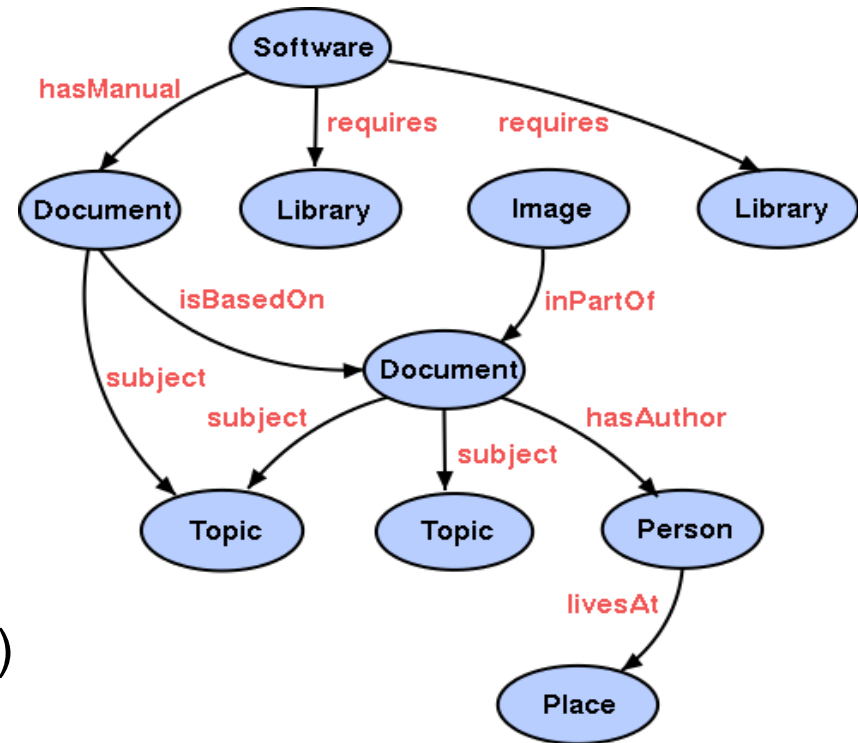 Software
hasManual
requires
requires
Document
Library
Image
Library
isBasedOn
inPartOf
Document
subject
subject
hasAuthor
subject
Topic
Topic
Person
livesAt
)
Place